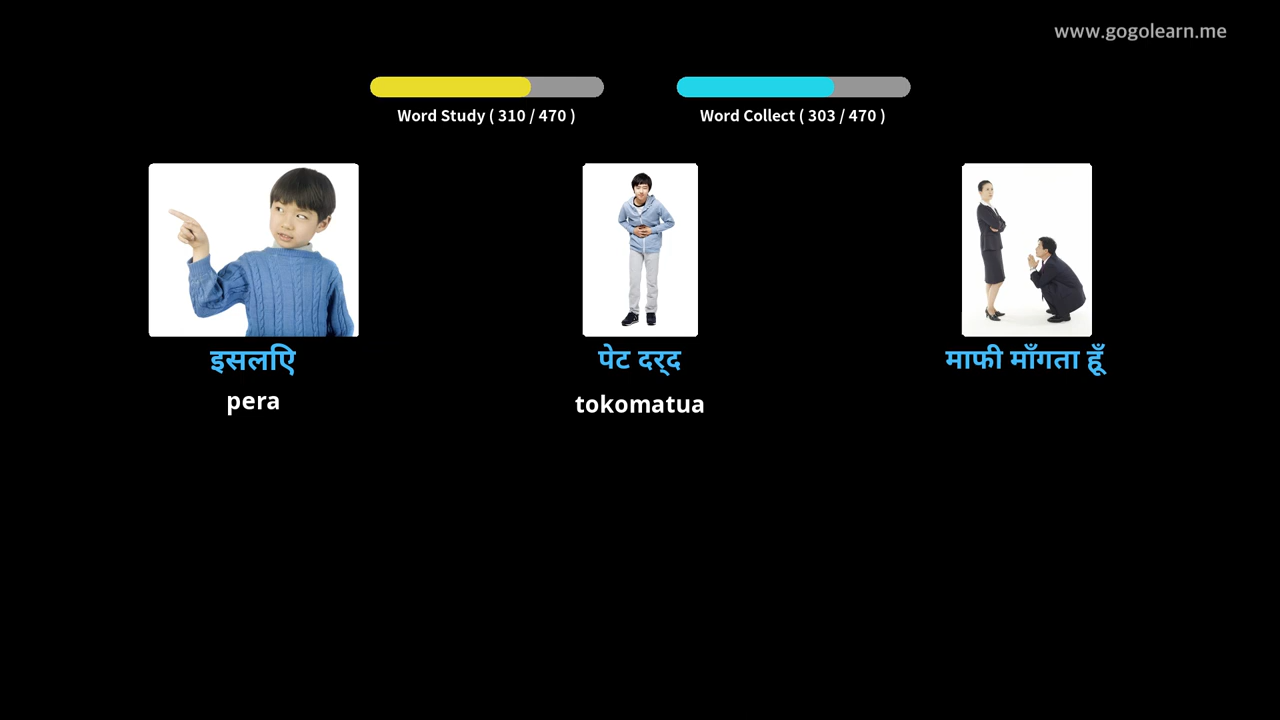 www.gogolearn.me
Word Study ( 310 / 470 )
Word Collect ( 303 / 470 )
इसलिए
पेट दर्द
माफी माँगता हूँ
pera
tokomatua